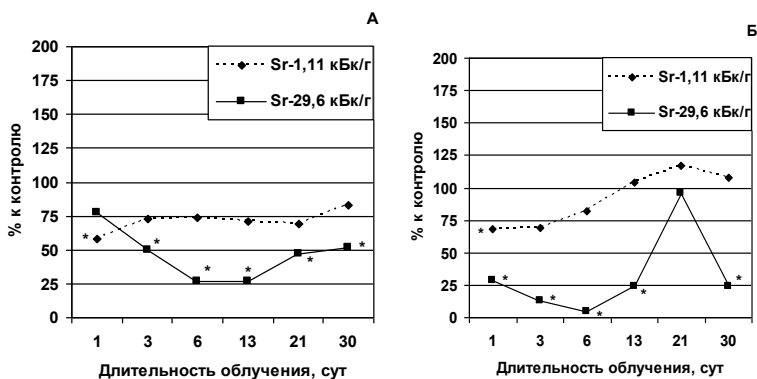 А
200
175
150
125
100
75
50
25
0
% к контролю
Sr-1,11 кБк/г
Sr-29,6 кБк/г
*
*
*
*
*
*
1 3 6 13 21 30
Длительность облучения, сут
Б
200
175
150
125
100
75
50
25
0
% к контролю
Sr-1,11 кБк/г
Sr-29,6 кБк/г
*
*
*
*
*
*
1 3 6 13 21 30
Длительность облучения, сут